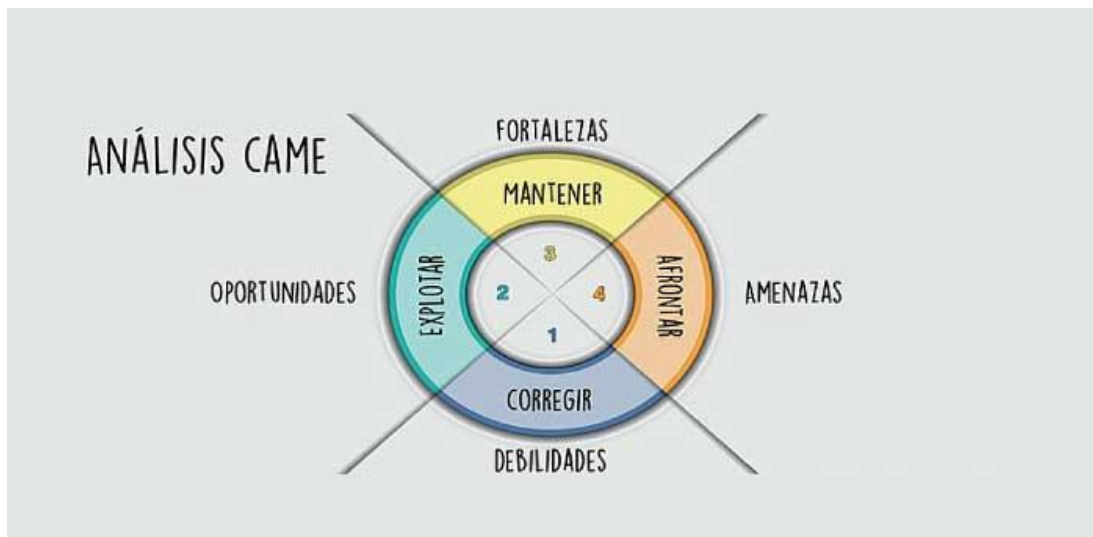 ANÁLISIS CAME
FORTALEZAS
MANTENER
3
OPORTUNIDADES
EXPLOTAR
2
4
AFRONTAR
AMENAZAS
1
CORREGIR
DEBILIDADES